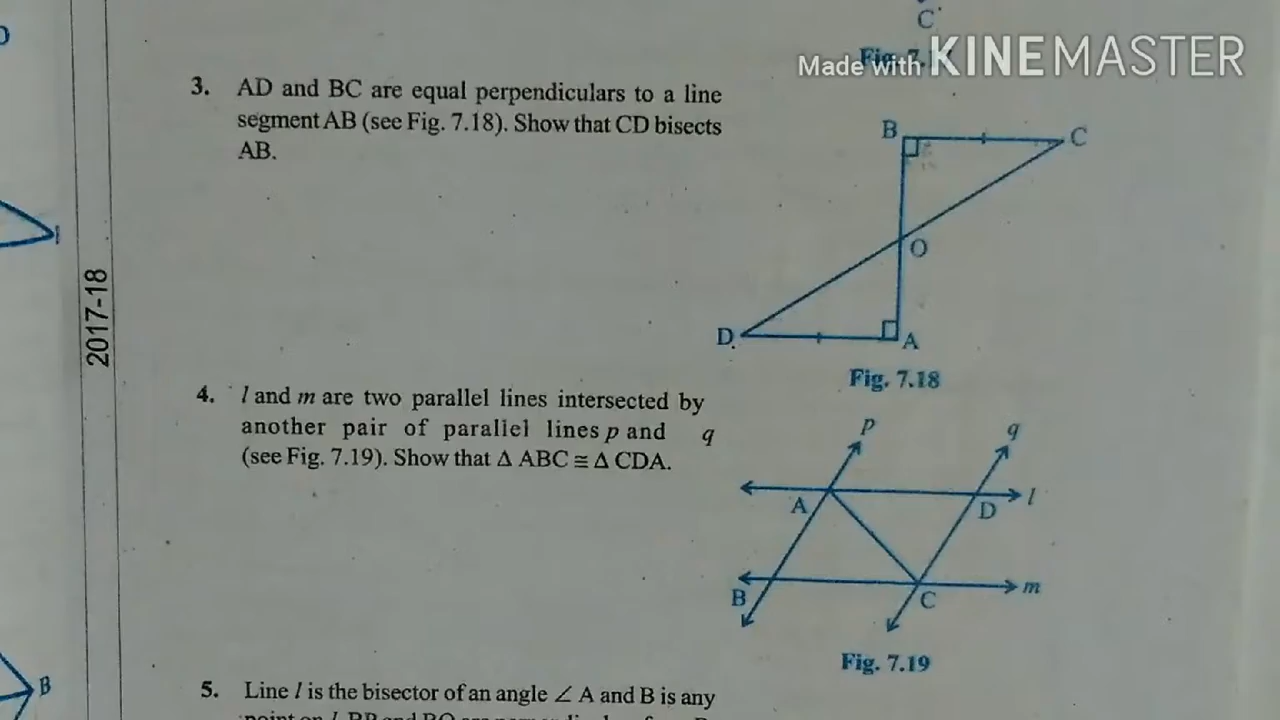 C
Made with KINEMASTER
3. AD and BC are equal perpendiculars to a line
segment AB (see Fig. 7.18). Show that CD bisects
AB.
B
C
O
D
A
Fig. 7.18
2017-18
4. l and m are two parallel lines intersected by
another pair of parallel lines p and q
(see Fig. 7.19). Show that Δ ABC ≅ Δ CDA.
p
q
A
D
l
B
C
m
Fig. 7.19
5. Line l is the bisector of an angle ∠ A and B is any
B